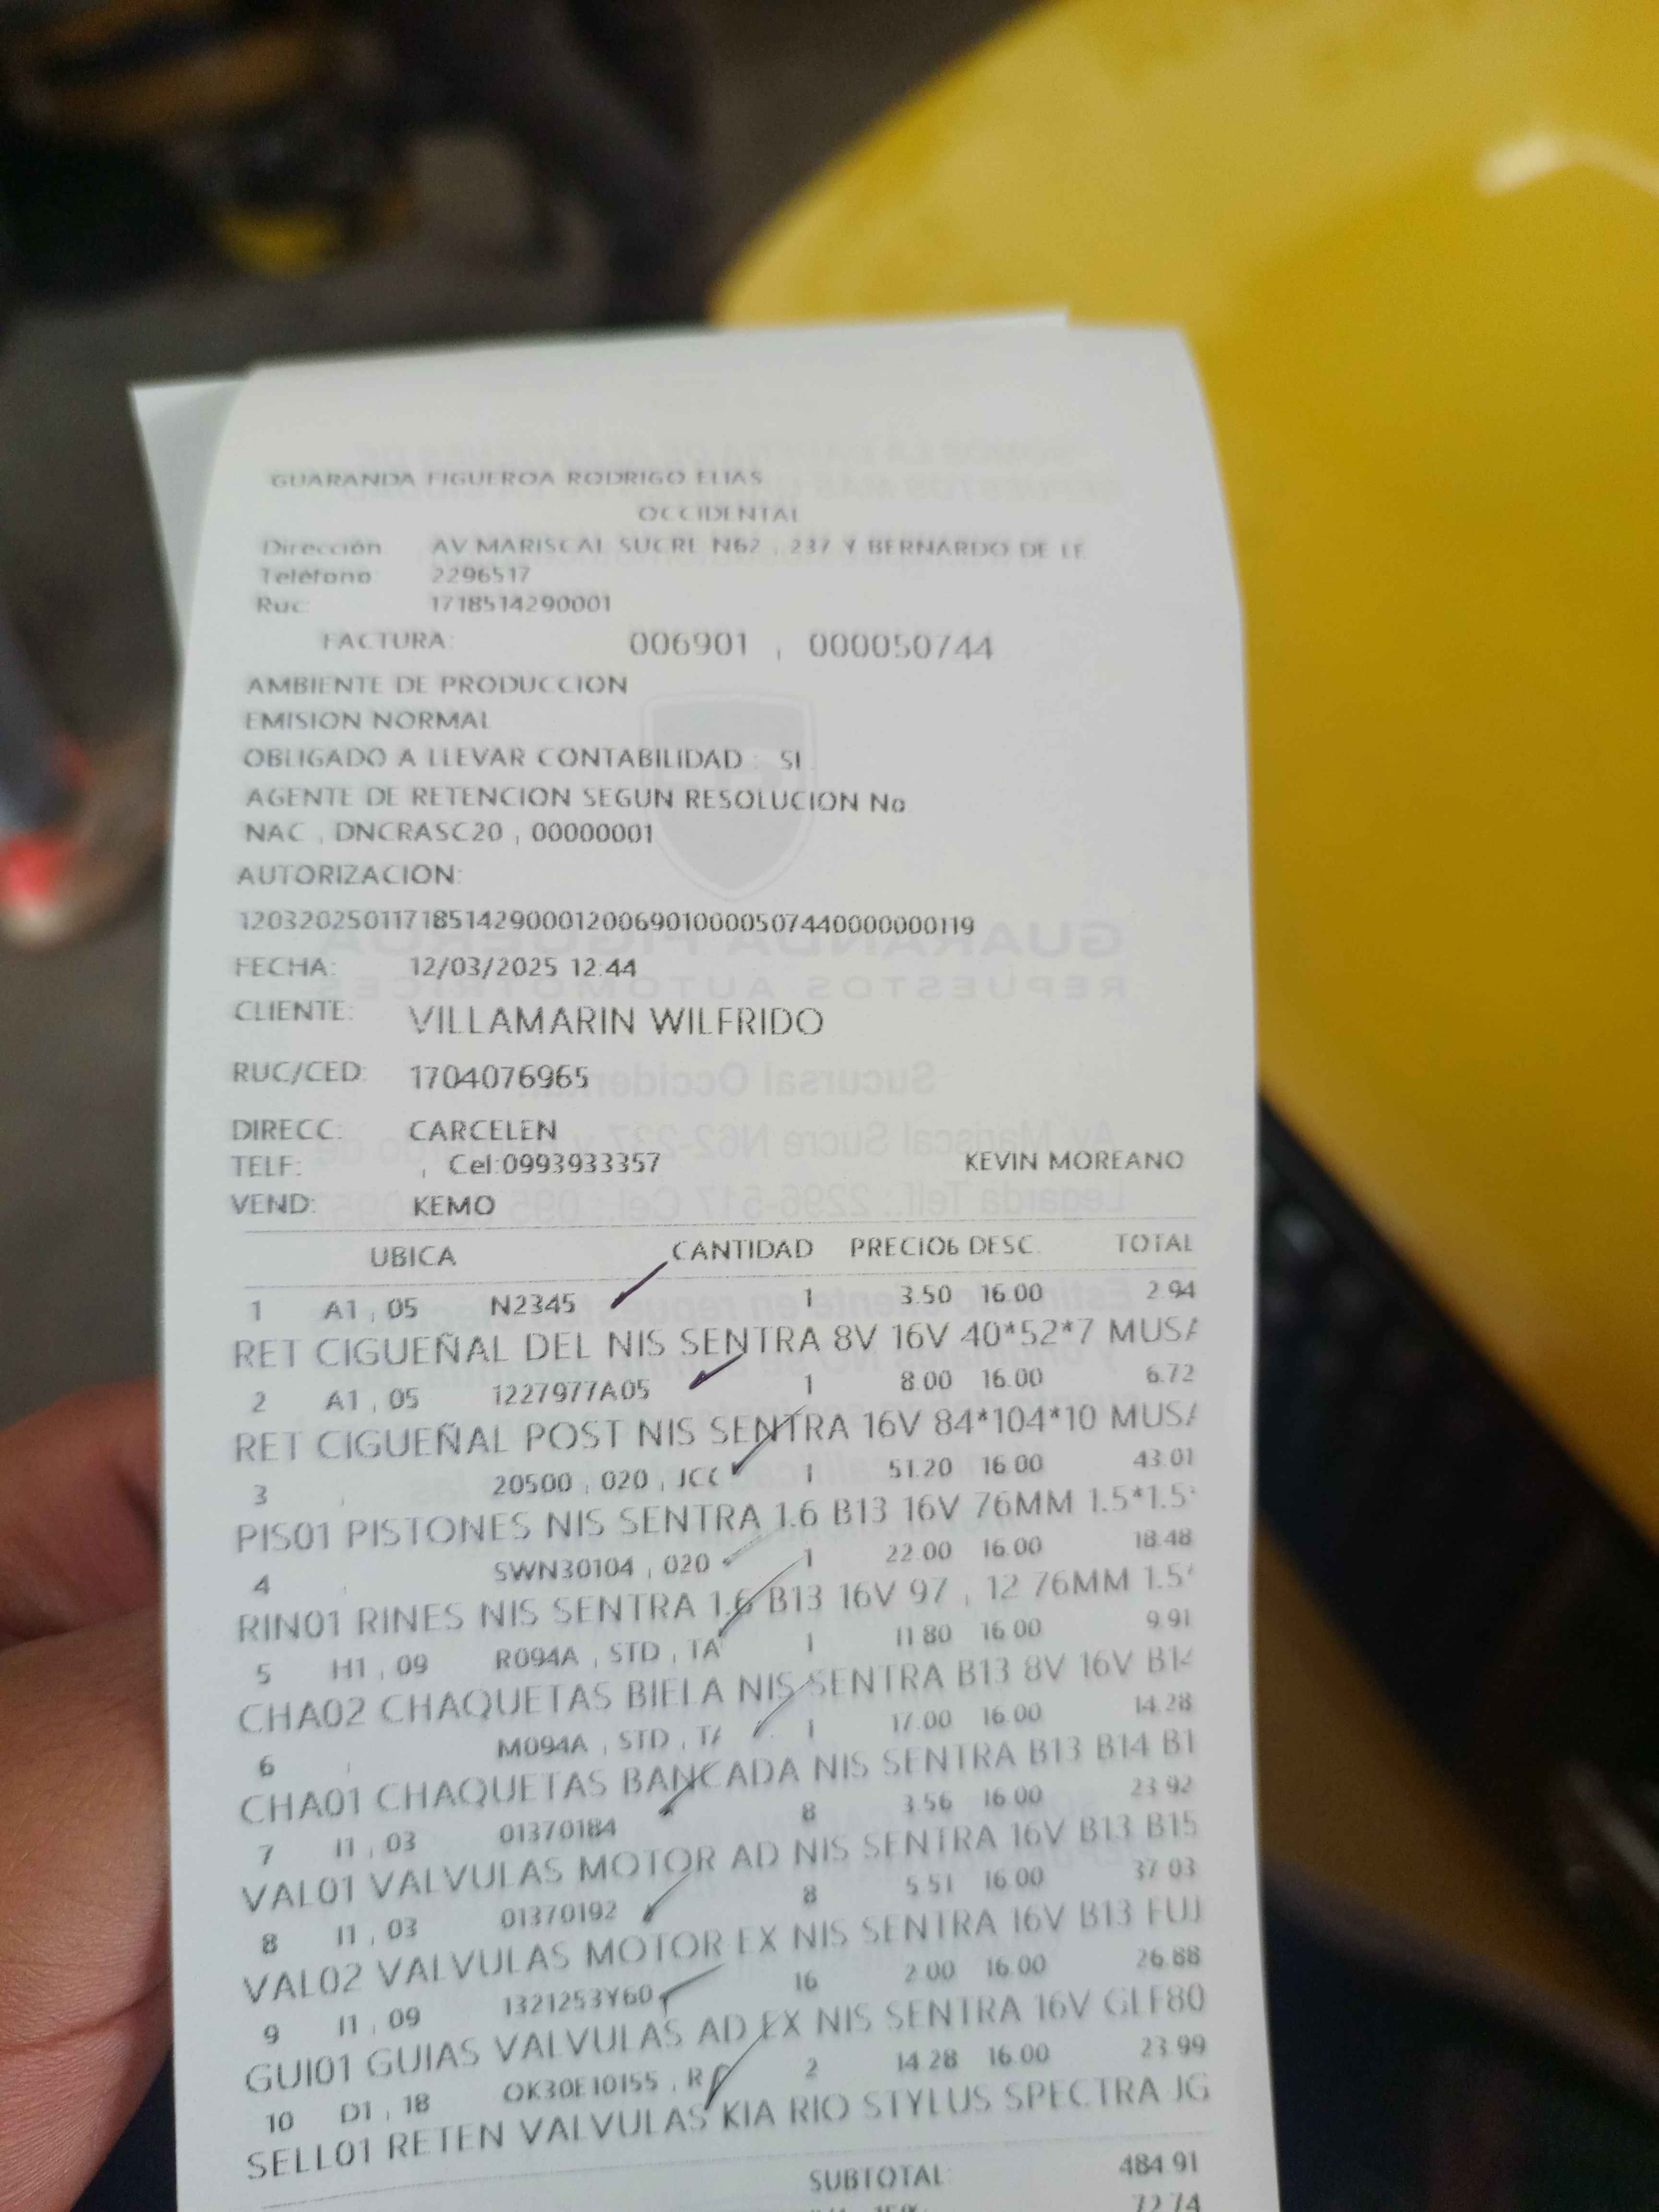 GUARANDA FIGUEROA RODRIGO ELIAS
OCCIDENTAL
Dirección AV MARISCAL SUCRE N62 , 237 Y BERNARDO DE LE
Teléfono 2296517
Ruc: 1718514290001
FACTURA: 006901 , 000050744
AMBIENTE DE PRODUCCION
EMISION NORMAL
OBLIGADO A LLEVAR CONTABILIDAD : SI
AGENTE DE RETENCION SEGUN RESOLUCION No
NAC , DNCRASC20 , 00000001
AUTORIZACION:
1203202501171851429000120069010000507440000000119
FECHA: 12/03/2025 12:44
CLIENTE: VILLAMARIN WILFRIDO
RUC/CED: 1704076965
DIRECC: CARCELEN
TELF: , Cel:0993933357 KEVIN MOREANO
VEND: KEMO
UBICA CANTIDAD PRECIO6 DESC. TOTAL
1 A1 , 05 N2345 1 3.50 16.00 2.94
RET CIGUEÑAL DEL NIS SENTRA 8V 16V 40*52*7 MUSA
2 A1 , 05 1227977A05 1 8.00 16.00 6.72
RET CIGUEÑAL POST NIS SENTRA 16V 84*104*10 MUSA
3 , 20500 , 020 , JCC 1 51.20 16.00 43.01
PIS01 PISTONES NIS SENTRA 1.6 B13 16V 76MM 1.5*1.5*
4 , SWN30104 , 020 1 22.00 16.00 18.48
RIN01 RINES NIS SENTRA 1.6 B13 16V 97 , 12 76MM 1.5*
5 H1 , 09 R094A , STD , TA 1 11.80 16.00 9.91
CHA02 CHAQUETAS BIELA NIS SENTRA B13 8V 16V B14
6 , M094A , STD , TA 1 17.00 16.00 14.28
CHA01 CHAQUETAS BANCADA NIS SENTRA B13 B14 B1
7 I1 , 03 01370184 8 3.56 16.00 23.92
VAL01 VALVULAS MOTOR AD NIS SENTRA 16V B13 B15
8 I1 , 03 01370192 8 5.51 16.00 37.03
VAL02 VALVULAS MOTOR EX NIS SENTRA 16V B13 FUJ
9 I1 , 09 1321253Y60 16 2.00 16.00 26.88
GUI01 GUIAS VALVULAS AD EX NIS SENTRA 16V GLF80
10 D1 , 18 OK30E10155 , R 2 14.28 16.00 23.99
SELL01 RETEN VALVULAS KIA RIO STYLUS SPECTRA JG
SUBTOTAL: 484.91
72.74